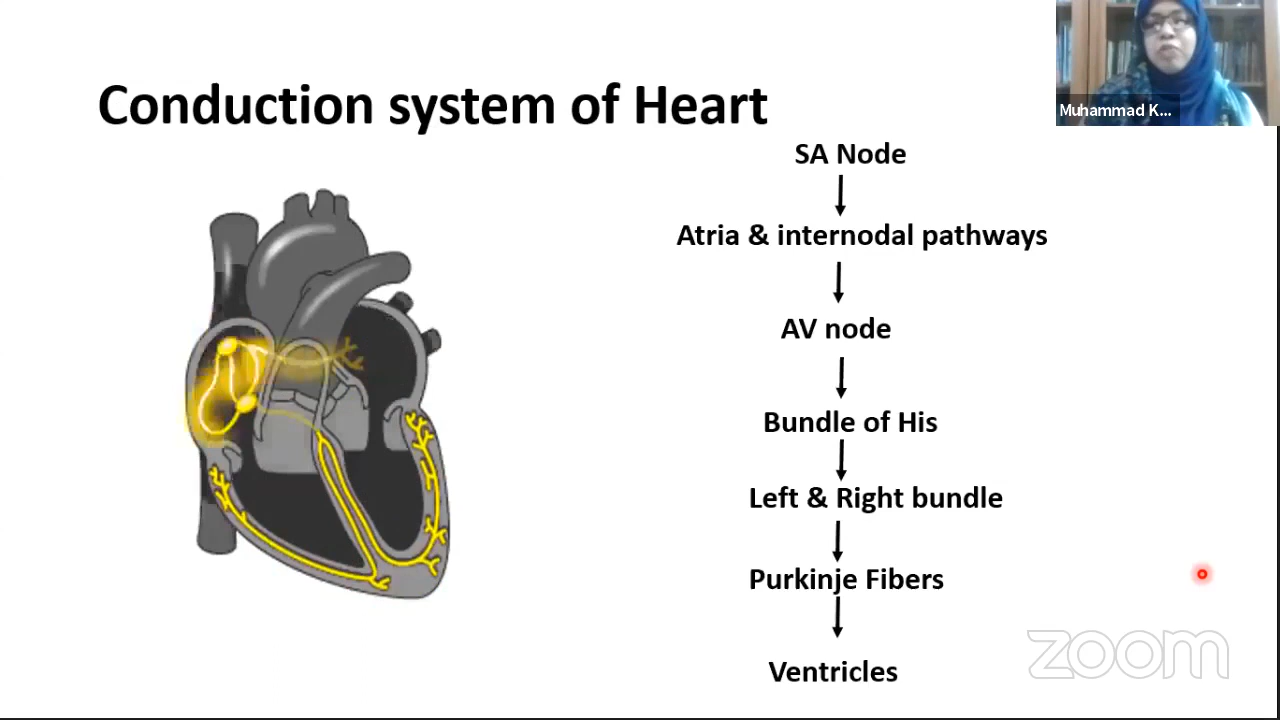 Conduction system of Heart
Muhammad K...
SA Node
Atria & internodal pathways
AV node
Bundle of His
Left & Right bundle
Purkinje Fibers
Ventricles
zoom